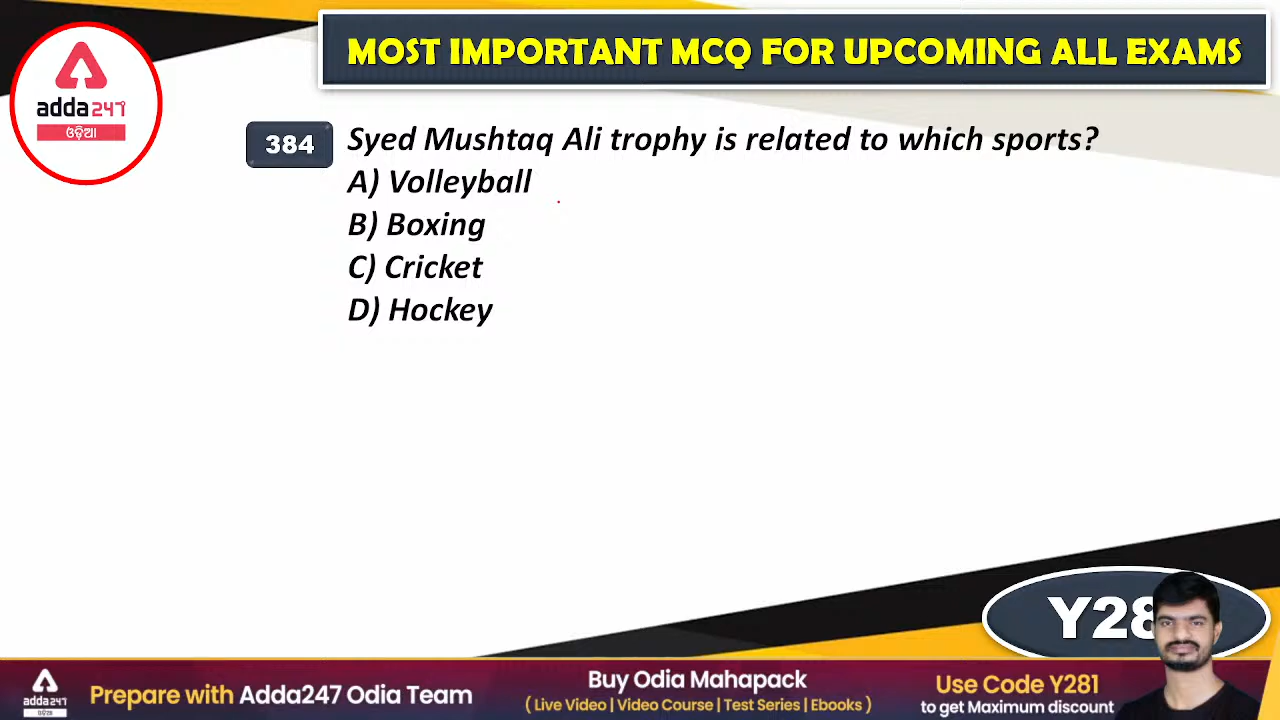 MOST IMPORTANT MCQ FOR UPCOMING ALL EXAMS
adda247
ଓଡ଼ିଆ
384
Syed Mushtaq Ali trophy is related to which sports?
A) Volleyball
B) Boxing
C) Cricket
D) Hockey
Y28
adda247
ଓଡ଼ିଆ
Prepare with Adda247 Odia Team
Buy Odia Mahapack
( Live Video | Video Course | Test Series | Ebooks )
Use Code Y281
to get Maximum discount